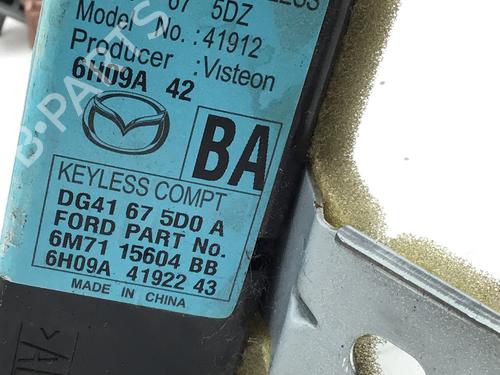 67 5DZ
Model No.:41912
Producer :Visteon
6H09A 42
BA
KEYLESS COMPT
DG41 67 5D0 A
FORD PART No.
6M71 15604 BB
6H09A 41922 43
MADE IN CHINA
B-PARTS